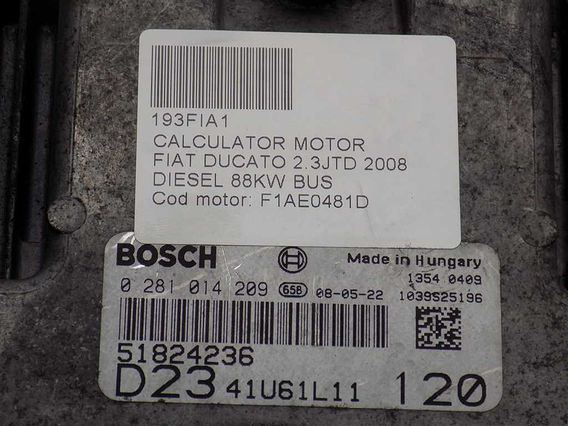 193FIA1
CALCULATOR MOTOR
FIAT DUCATO 2.3JTD 2008
DIESEL 88KW BUS
Cod motor: F1AE0481D
BOSCH Made in Hungary
1354 0409
0 281 014 209 65B 08-05-22 1039S25196
51824236
D23 41U61L11 120